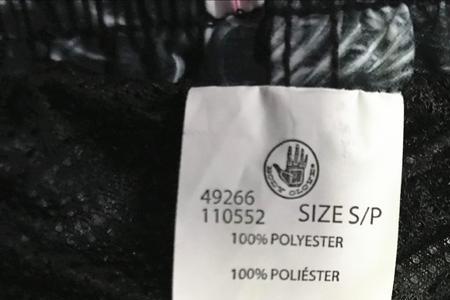 BODY GLOVE
49266
110552 SIZE S/P
100% POLYESTER
100% POLIÉSTER